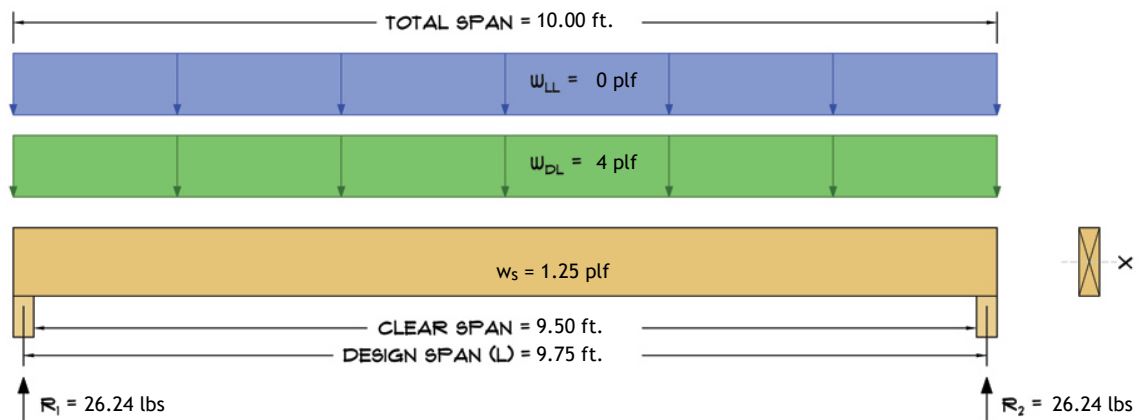 TOTAL SPAN = 10.00 ft.
WLL = 0 plf
WDL = 4 plf
ws = 1.25 plf
X
CLEAR SPAN = 9.50 ft.
DESIGN SPAN (L) = 9.75 ft.
R1 = 26.24 lbs
R2 = 26.24 lbs